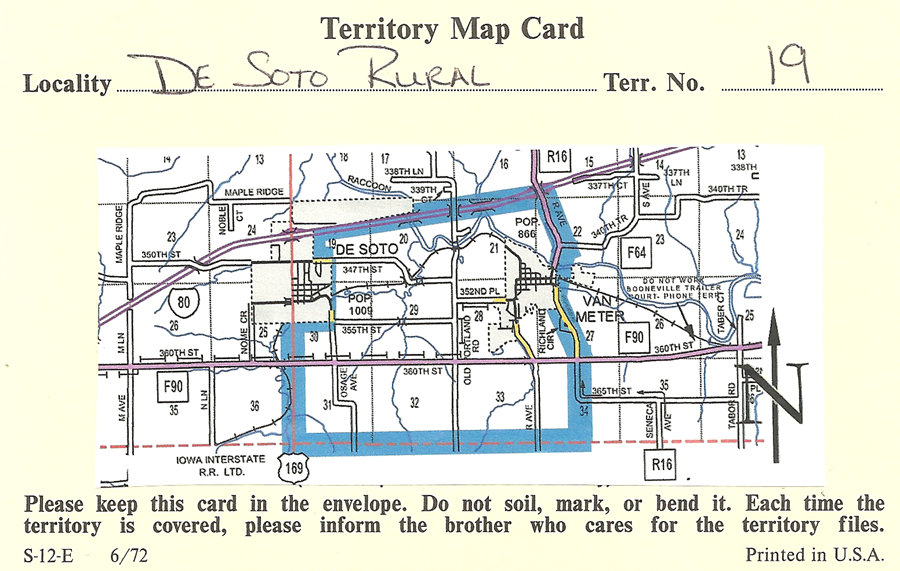 Territory Map Card
Locality De Soto Rural Terr. No. 19
14
13
18
17
16
R16
15
14
13
338TH LN
338TH
337TH CT
337TH
LN
339TH
CT
RACCOON
MAPLE RIDGE
MAPLE RIDGE
NOBLE
CT
S AVE
340TH TR
340TH TR
R AVE
POP.
866
23
24
19
20
21
22
23
24
DE SOTO
350TH ST
347TH ST
F64
DO NOT WORK
BOONEVILLE TRAILER
COURT- PHONE TERR.
80
352ND PL
POP.
1009
VAN
METER
TABER CT
26
25
30
29
28
27
26
25
NOME CR
355TH ST
PORTLAND
RD
RICHLAND
CIR
F90
M LN
360TH ST
360TH ST
360TH ST
F90
N LN
M AVE
OSAGE
AVE
OLD
R AVE
365TH ST
35
36
31
32
33
34
35
SENECA
AVE
TABOR RD
PL
N
IOWA INTERSTATE
R.R. LTD.
169
R16
Please keep this card in the envelope. Do not soil, mark, or bend it. Each time the
territory is covered, please inform the brother who cares for the territory files.
S-12-E 6/72 Printed in U.S.A.